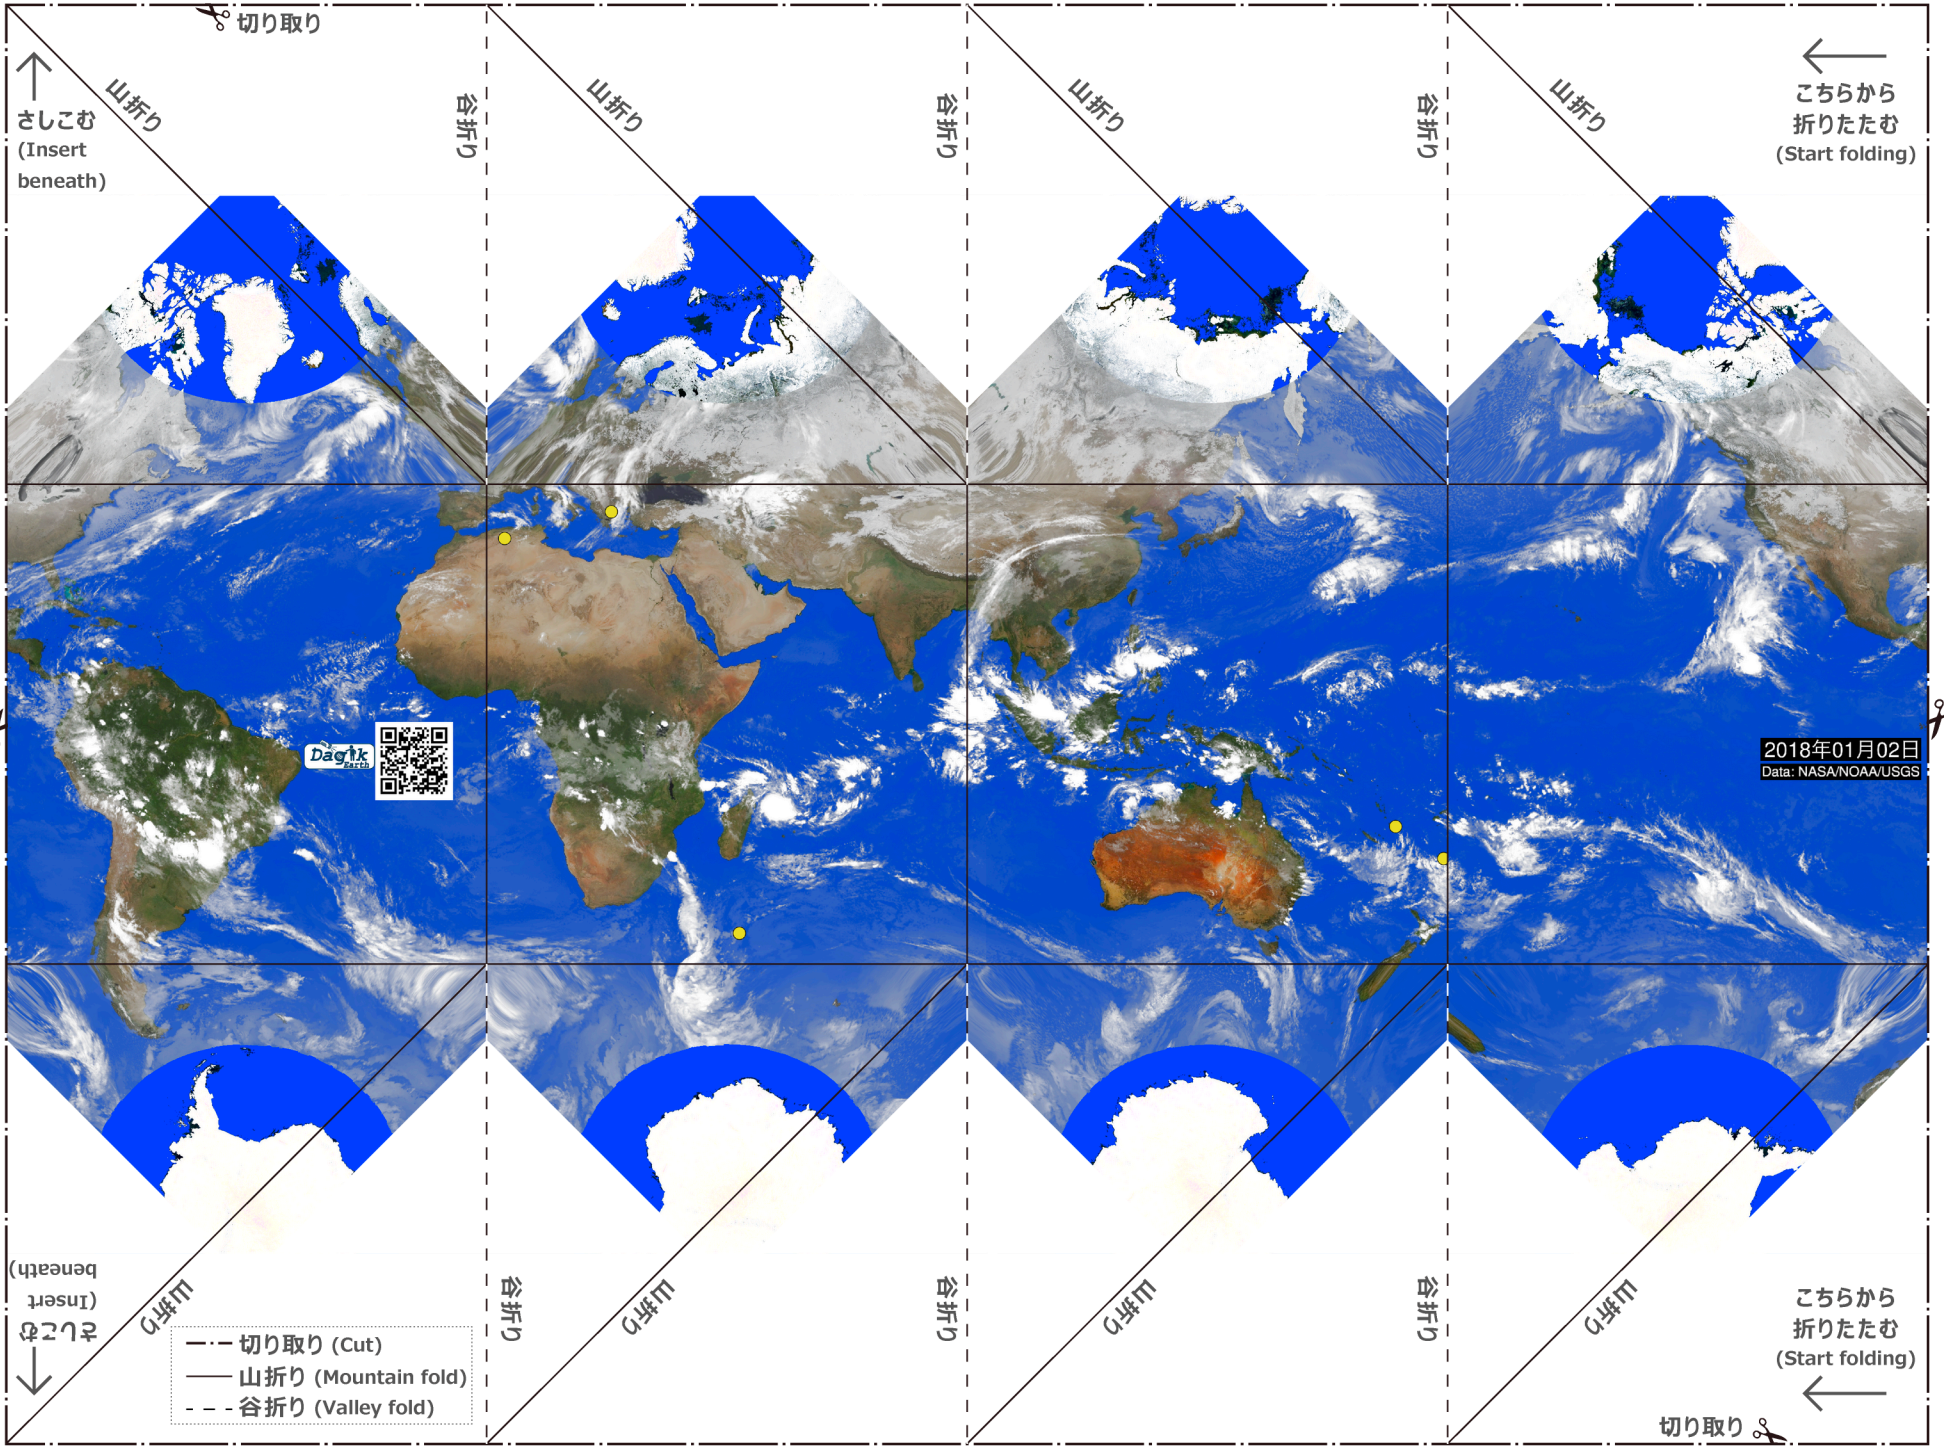 切り取り
山折り
谷折り
山折り
谷折り
山折り
谷折り
山折り
こちらから
折りたたむ
(Start folding)
さしこむ
(Insert
beneath)
Dagik
Earth
2018年01月02日
Data: NASA/NOAA/USGS
さしこむ
(Insert
beneath)
山折り
谷折り
山折り
谷折り
山折り
谷折り
山折り
こちらから
折りたたむ
(Start folding)
切り取り (Cut)
山折り (Mountain fold)
谷折り (Valley fold)
切り取り